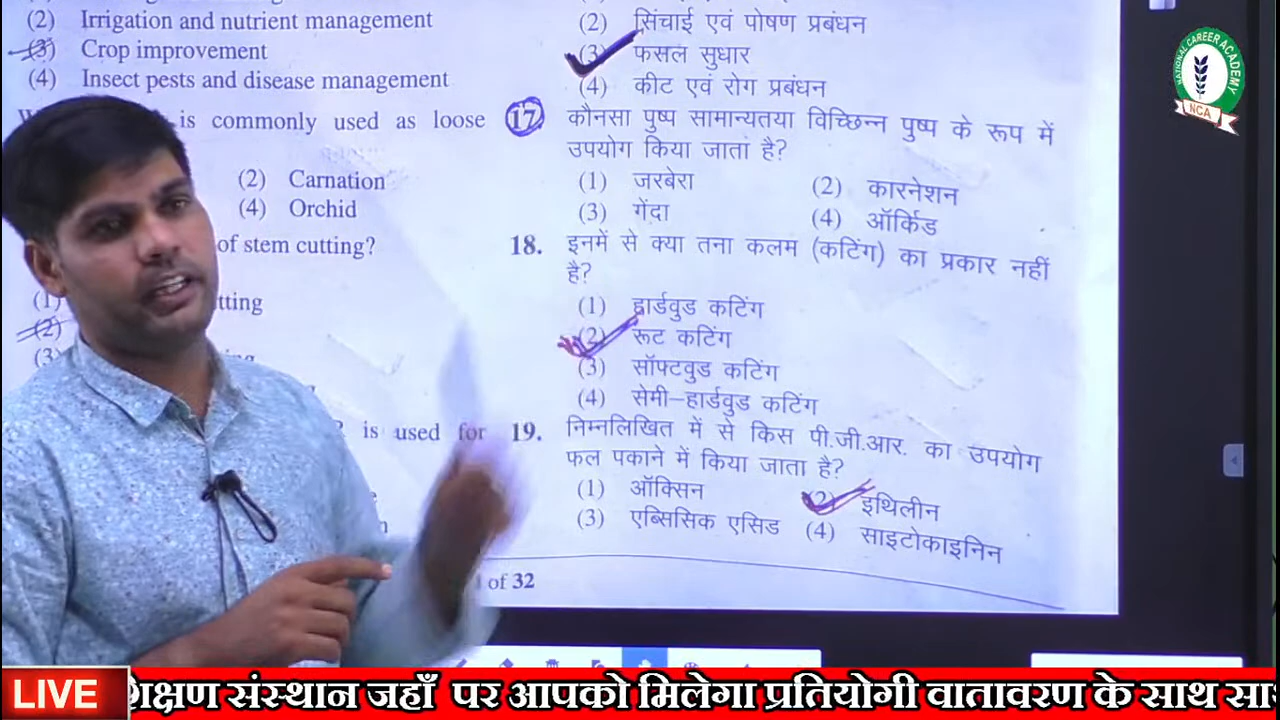 (2) Irrigation and nutrient management
(3) Crop improvement
(4) Insect pests and disease management
is commonly used as loose
(2) Carnation
(4) Orchid
of stem cutting?
(1)
tting
(2)
(3)
is used for
of 32
(2) सिंचाई एवं पोषण प्रबंधन
(3) फसल सुधार
(4) कीट एवं रोग प्रबंधन
17 कौनसा पुष्प सामान्यतया विच्छिन्न पुष्प के रूप में
उपयोग किया जाता है?
(1) जरबेरा (2) कारनेशन
(3) गेंदा (4) ऑर्किड
18. इनमें से क्या तना कलम (कटिंग) का प्रकार नहीं
है?
(1) हार्डवुड कटिंग
(2) रूट कटिंग
(3) सॉफ्टवुड कटिंग
(4) सेमी–हार्डवुड कटिंग
19. निम्नलिखित में से किस पी.जी.आर. का उपयोग
फल पकाने में किया जाता है?
(1) ऑक्सिन (2) इथिलीन
(3) एब्सिसिक एसिड (4) साइटोकाइनिन
NATIONAL CAREER ACADEMY
NCA
LIVE
शिक्षण संस्थान जहाँ पर आपको मिलेगा प्रतियोगी वातावरण के साथ सा